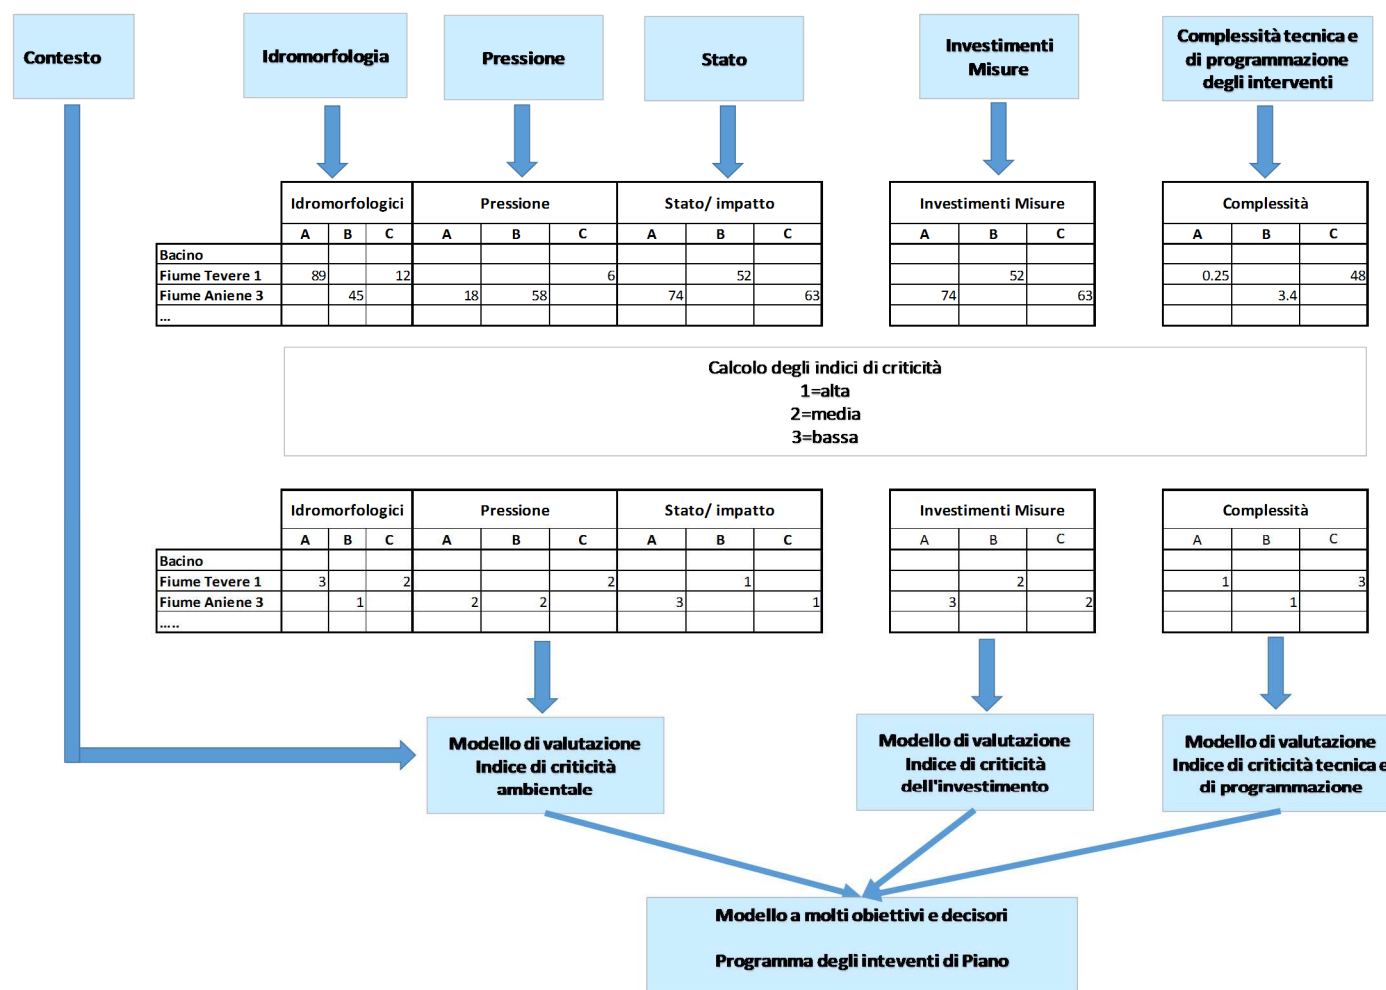 Contesto
Idromorfologia
Pressione
Stato
Investimenti
Misure
Complessità tecnica e
di programmazione
degli interventi
Idromorfologici Pressione Stato/ impatto Investimenti Misure Complessità
A B C A B C A B C A B C A B C
Bacino
Fiume Tevere 1 89 12 6 52 52 0.25 48
Fiume Aniene 3 45 18 58 74 63 74 63 3.4
...
Calcolo degli indici di criticità
1=alta
2=media
3=bassa
Idromorfologici Pressione Stato/ impatto Investimenti Misure Complessità
A B C A B C A B C A B C A B C
Bacino
Fiume Tevere 1 3 2 2 1 2 1 3
Fiume Aniene 3 1 2 2 3 1 3 2 1
.....
Modello di valutazione
Indice di criticità
ambientale
Modello di valutazione
Indice di criticità
dell'investimento
Modello di valutazione
Indice di criticità tecnica e
di programmazione
Modello a molti obiettivi e decisori
Programma degli inteventi di Piano